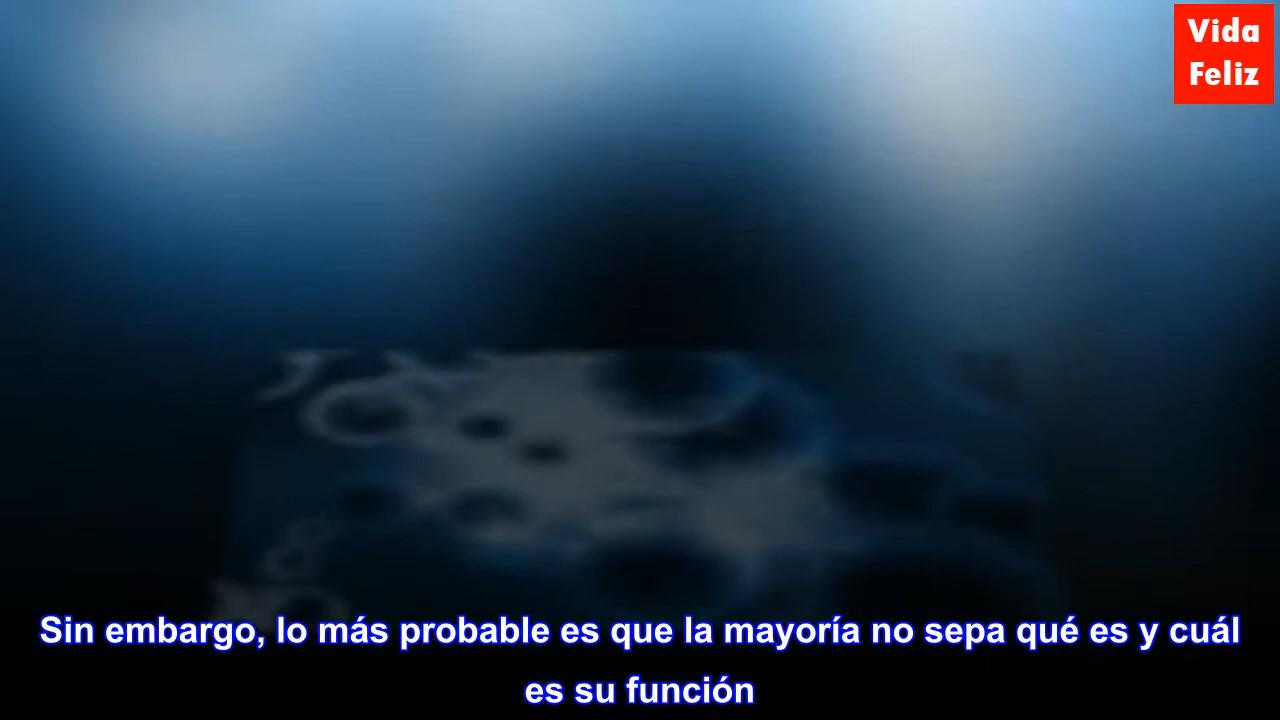 Vida
Feliz
Sin embargo, lo más probable es que la mayoría no sepa qué es y cuál
es su función